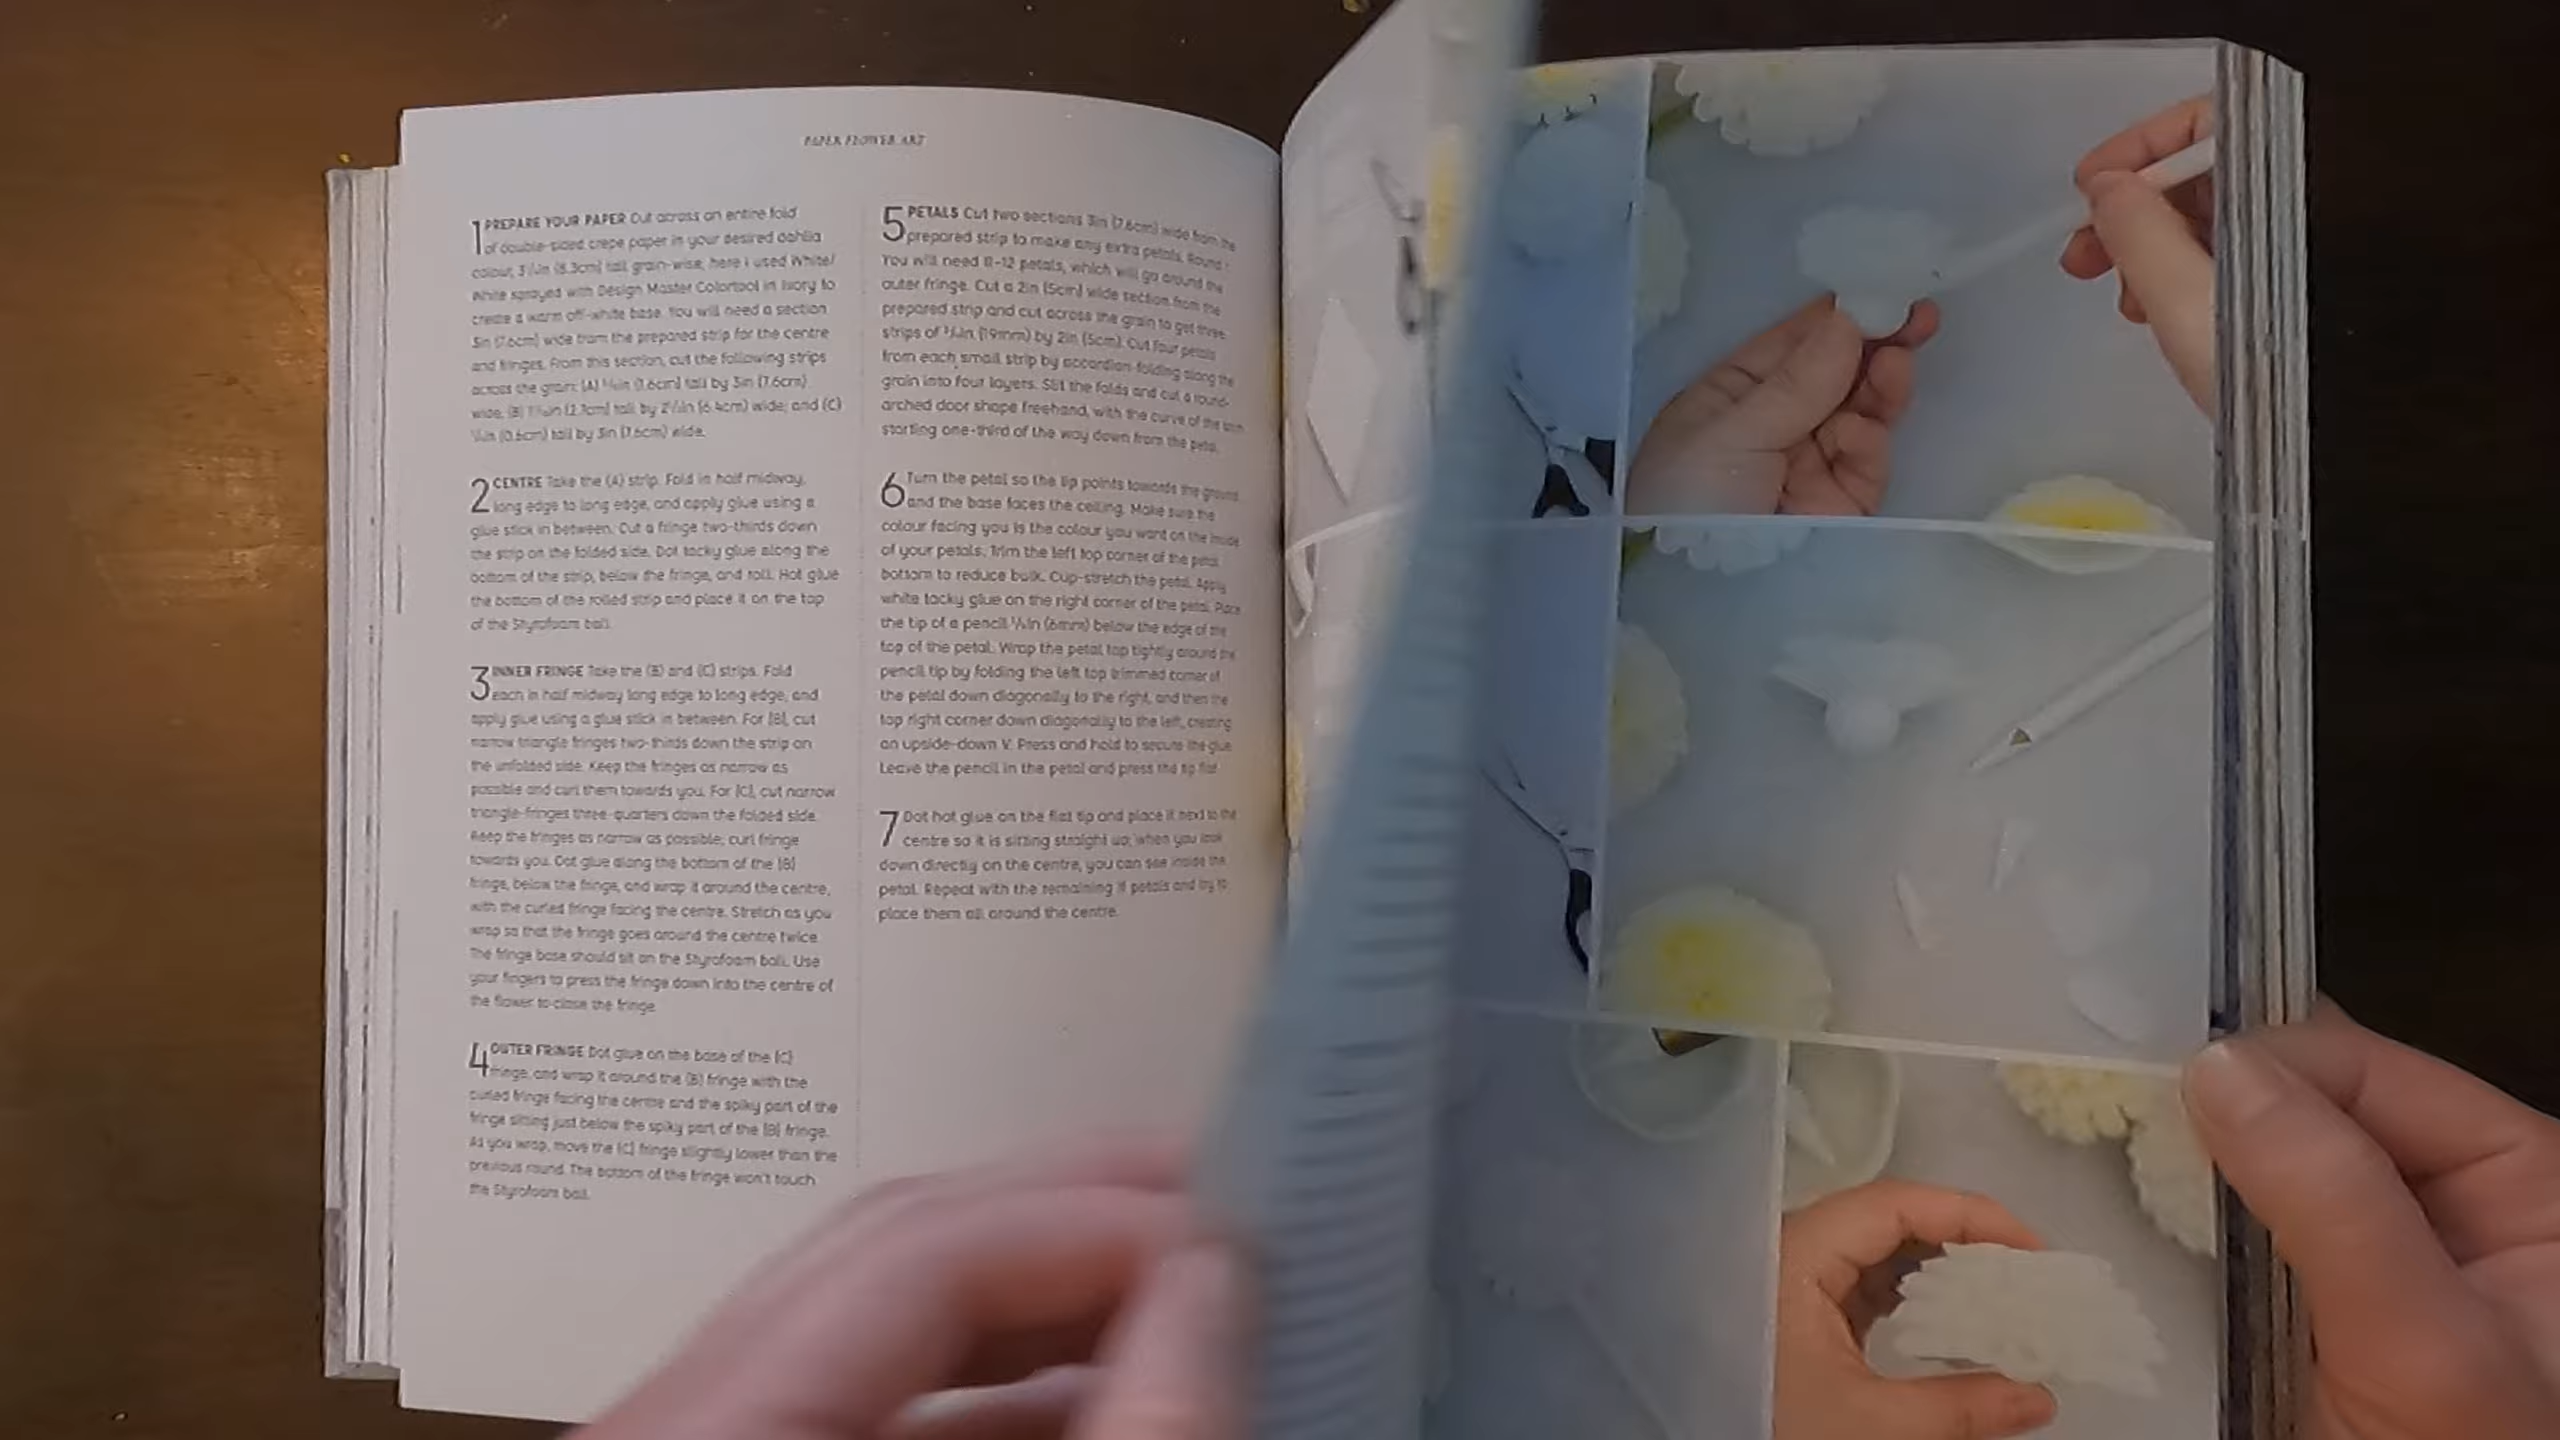 PAPER FLOWER ART
1 PREPARE YOUR PAPER Cut across an entire fold
of double-sided crepe paper in your desired dahlia
colour, 3¼in (8.3cm) tall grain-wise; here I used White/
White sprayed with Design Master Colortool in Ivory to
create a warm off-white base. You will need a section
3in (7.6cm) wide from the prepared strip for the centre
and fringes. From this section, cut the following strips
across the grain: (A) (1.6cm) tall by 3in (7.6cm)
wide; (B) (2.7cm) tall by 2½in (6.4cm) wide; and (C)
¼in (0.6cm) tall by 3in (7.6cm) wide.
2 CENTRE Take the (A) strip. Fold in half midway,
long edge to long edge, and apply glue using a
glue stick in between. Cut a fringe two-thirds down
the strip on the folded side. Dot tacky glue along the
bottom of the strip, below the fringe, and roll. Hot glue
the bottom of the rolled strip and place it on the top
of the Styrofoam ball.
3 INNER FRINGE Take the (B) and (C) strips. Fold
each in half midway long edge to long edge, and
apply glue using a glue stick in between. For (B), cut
narrow triangle fringes two-thirds down the strip on
the unfolded side. Keep the fringes as narrow as
possible and curl them towards you. For (C), cut narrow
triangle-fringes three-quarters down the folded side.
Keep the fringes as narrow as possible; curl fringe
towards you. Dot glue along the bottom of the (B)
fringe, below the fringe, and wrap it around the centre,
with the curled fringe facing the centre. Stretch as you
wrap so that the fringe goes around the centre twice.
The fringe base should sit on the Styrofoam ball. Use
your fingers to press the fringe down into the centre of
the flower to close the fringe.
4 OUTER FRINGE Dot glue on the base of the (C)
fringe, and wrap it around the (B) fringe with the
curled fringe facing the centre and the spiky part of the
fringe sitting just below the spiky part of the (B) fringe.
As you wrap, move the (C) fringe slightly lower than the
previous round. The bottom of the fringe won't touch
the Styrofoam ball.
5 PETALS Cut two sections 3in (7.6cm) wide from the
prepared strip to make any extra petals. Round 1:
You will need 11-12 petals, which will go around the
outer fringe. Cut a 2in (5cm) wide section from the
prepared strip and cut across the grain to get three
strips of ¾in (19mm) by 2in (5cm). Cut four petals
from each small strip by accordion-folding along the
grain into four layers. Slit the folds and cut a round-
arched door shape freehand, with the curve of the arch
starting one-third of the way down from the petal.
6 Turn the petal so the tip points towards the ground
and the base faces the ceiling. Make sure the
colour facing you is the colour you want on the inside
of your petals. Trim the left top corner of the petal
bottom to reduce bulk. Cup-stretch the petal. Apply
white tacky glue on the right corner of the petal. Place
the tip of a pencil ¼in (6mm) below the edge of the
top of the petal. Wrap the petal top tightly around the
pencil tip by folding the left top trimmed corner of
the petal down diagonally to the right, and then the
top right corner down diagonally to the left, creating
an upside-down V. Press and hold to secure the glue.
Leave the pencil in the petal and press the tip flat.
7 Dot hot glue on the flat tip and place it next to the
centre so it is sitting straight up; when you look
down directly on the centre, you can see inside the
petal. Repeat with the remaining 11 petals and try to
place them all around the centre.